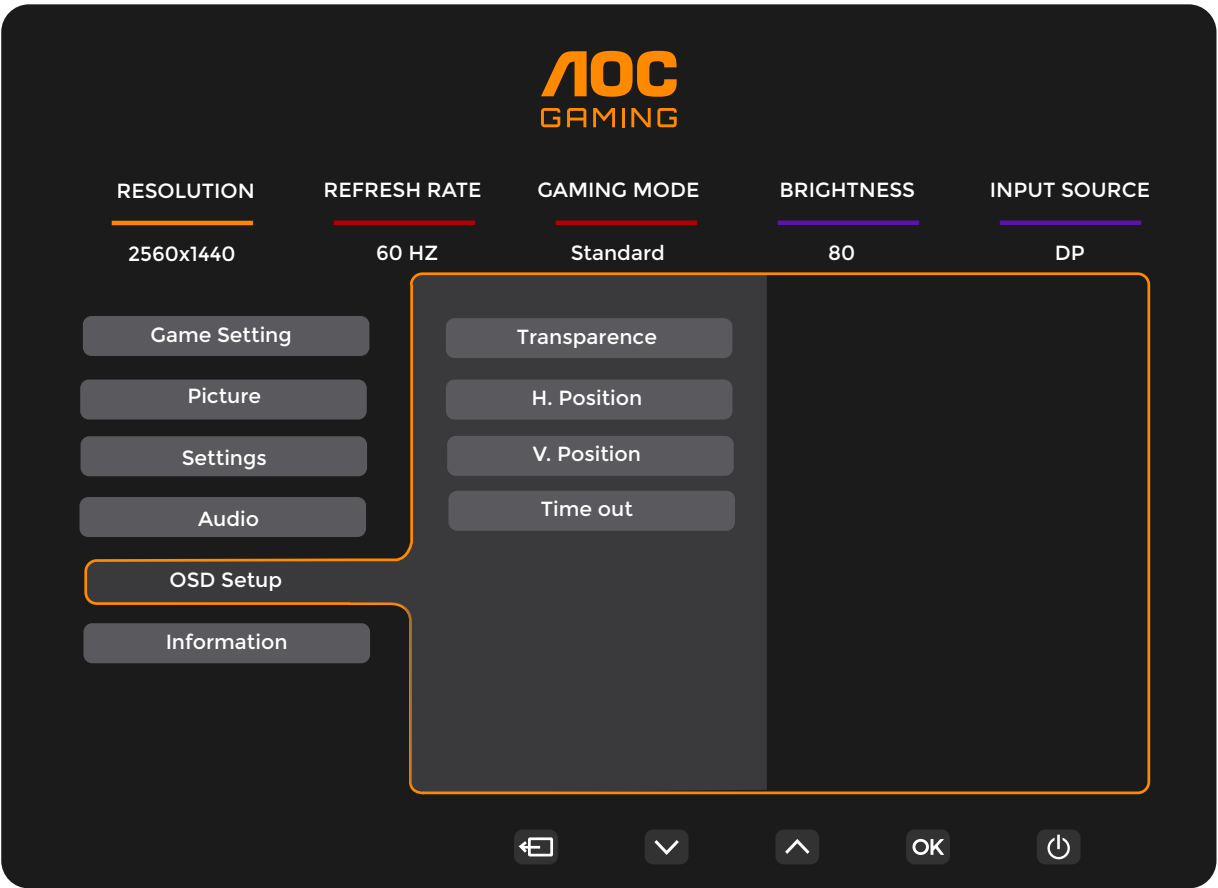 AOC
GAMING
RESOLUTION REFRESH RATE GAMING MODE BRIGHTNESS INPUT SOURCE
2560x1440 60 HZ Standard 80 DP
Game Setting
Picture
Settings
Audio
OSD Setup
Information
Transparence
H. Position
V. Position
Time out
OK